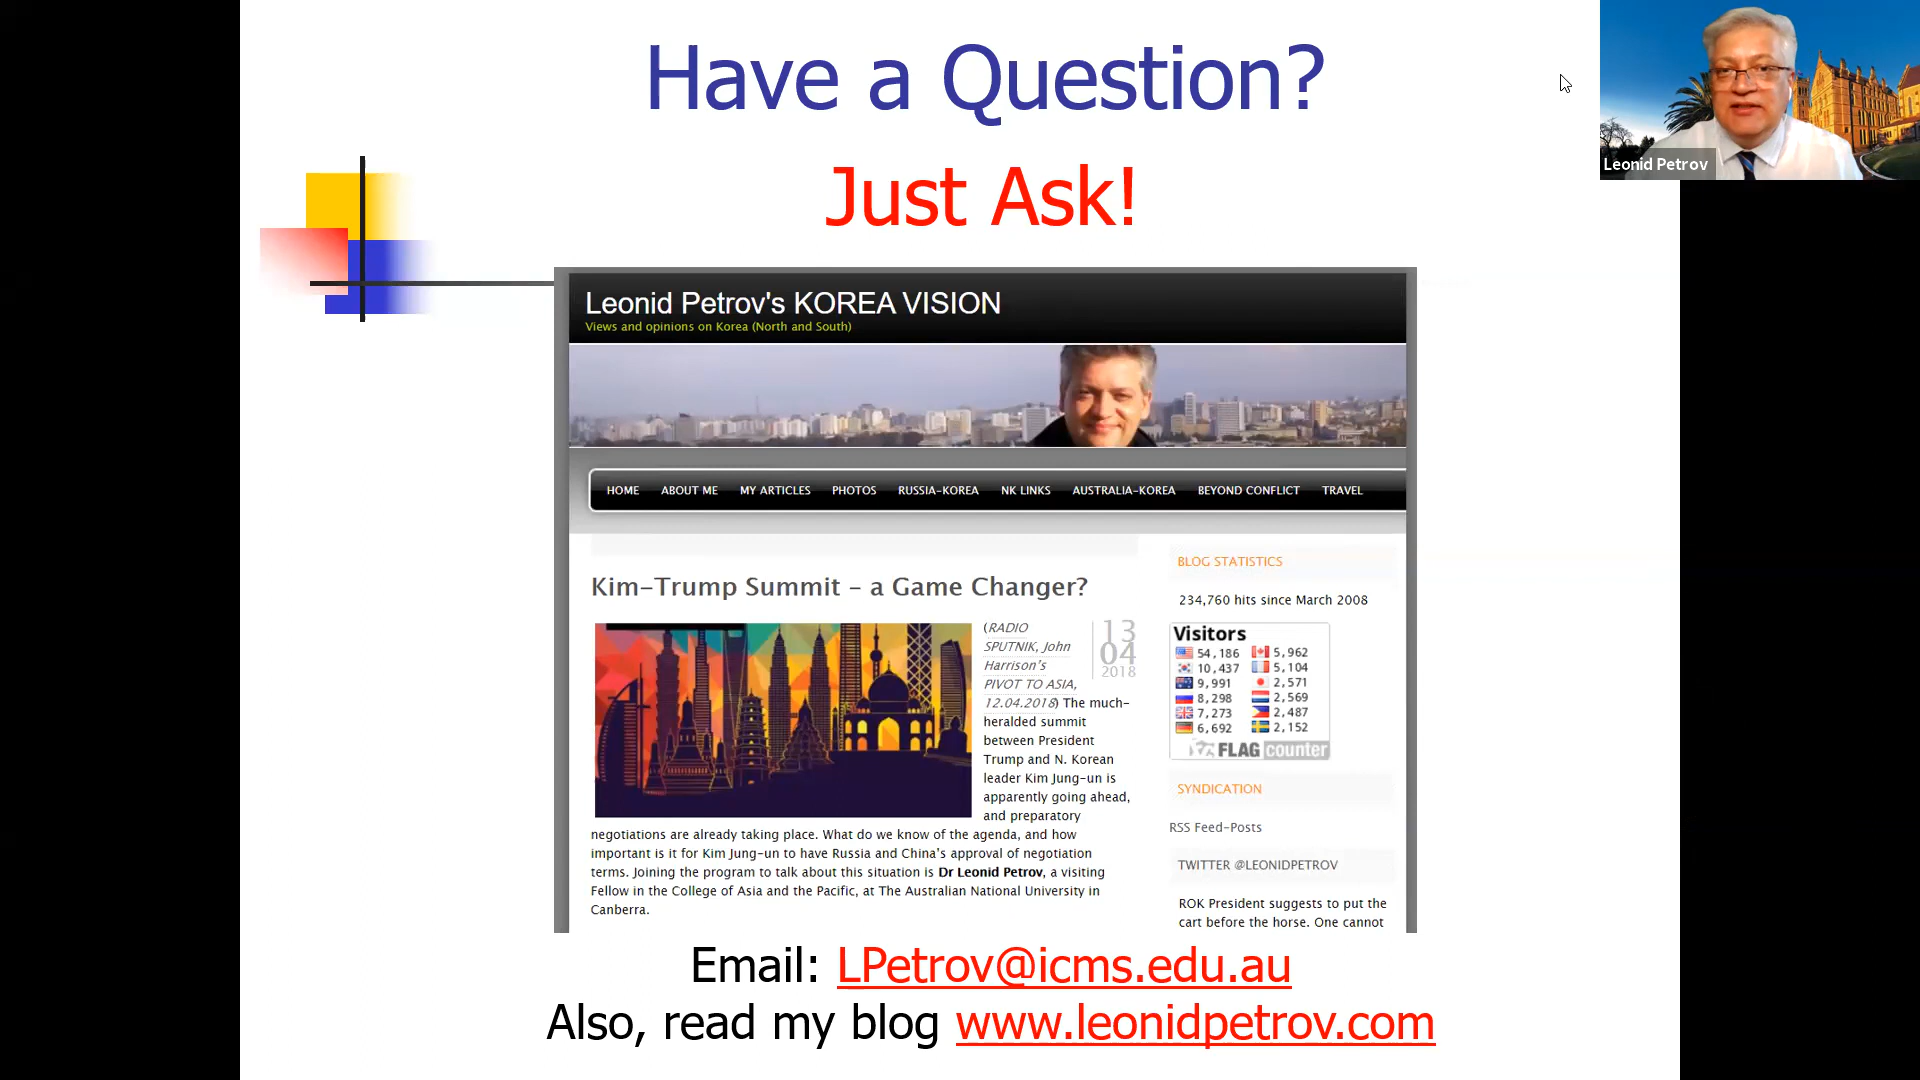 Have a Question?
Just Ask!
Leonid Petrov
Leonid Petrov's KOREA VISION
Views and opinions on Korea (North and South)
HOME ABOUT ME MY ARTICLES PHOTOS RUSSIA-KOREA NK LINKS AUSTRALIA-KOREA BEYOND CONFLICT TRAVEL
Kim-Trump Summit – a Game Changer?
13
04
2018
(RADIO
SPUTNIK, John
Harrison's
PIVOT TO ASIA,
12.04.2018) The much-
heralded summit
between President
Trump and N. Korean
leader Kim Jung-un is
apparently going ahead,
and preparatory
negotiations are already taking place. What do we know of the agenda, and how
important is it for Kim Jung-un to have Russia and China's approval of negotiation
terms. Joining the program to talk about this situation is Dr Leonid Petrov, a visiting
Fellow in the College of Asia and the Pacific, at The Australian National University in
Canberra.
BLOG STATISTICS
234,760 hits since March 2008
Visitors
54,186 5,962
10,437 5,104
9,991 2,571
8,298 2,569
7,273 2,487
6,692 2,152
FLAG counter
SYNDICATION
RSS Feed-Posts
TWITTER @LEONIDPETROV
ROK President suggests to put the
cart before the horse. One cannot
Email: LPetrov@icms.edu.au
Also, read my blog www.leonidpetrov.com